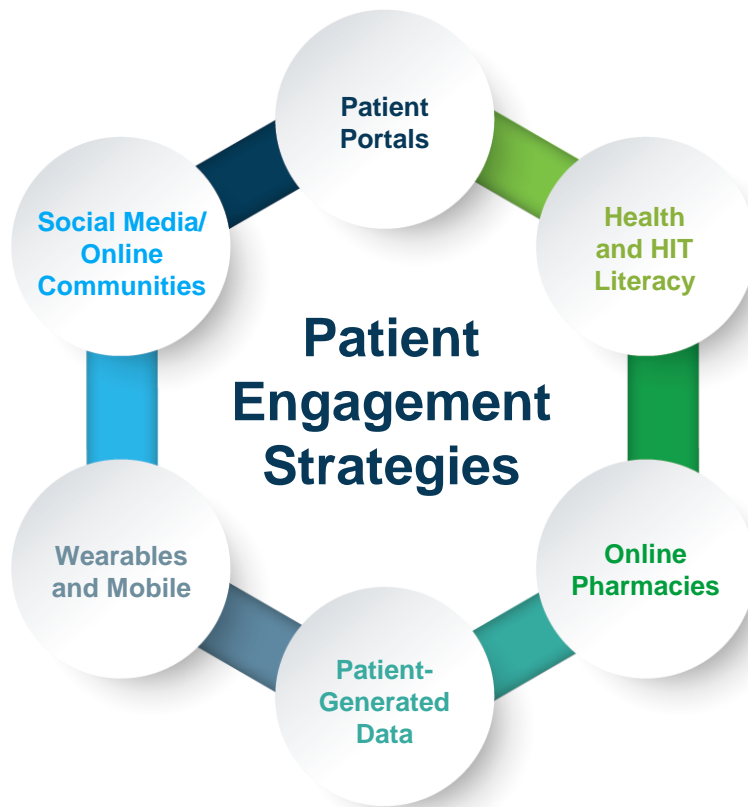 Patient
Portals
Health
and HIT
Literacy
Online
Pharmacies
Patient-
Generated
Data
Wearables
and Mobile
Social Media/
Online
Communities
Patient
Engagement
Strategies